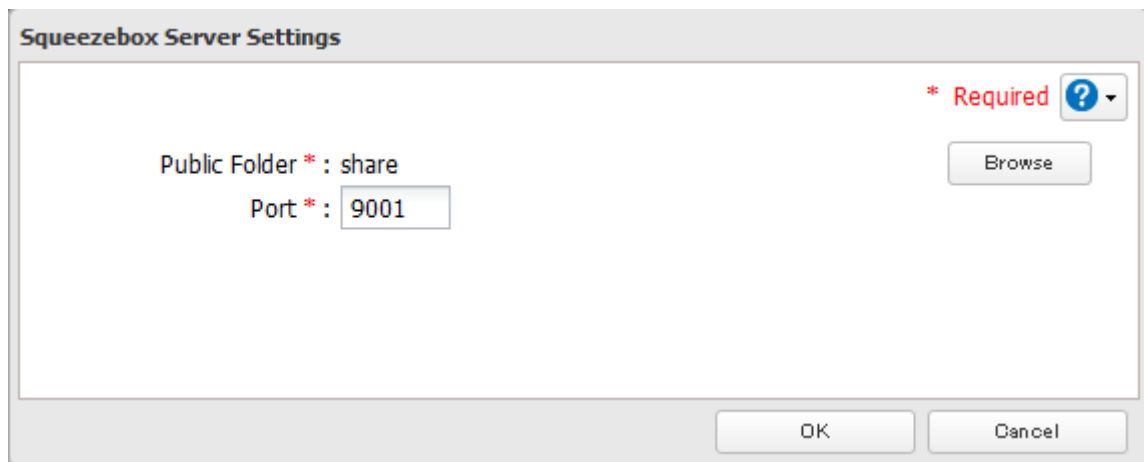 Squeezebox Server Settings
* Required ?
Public Folder * : share Browse
Port * : 9001
OK Cancel